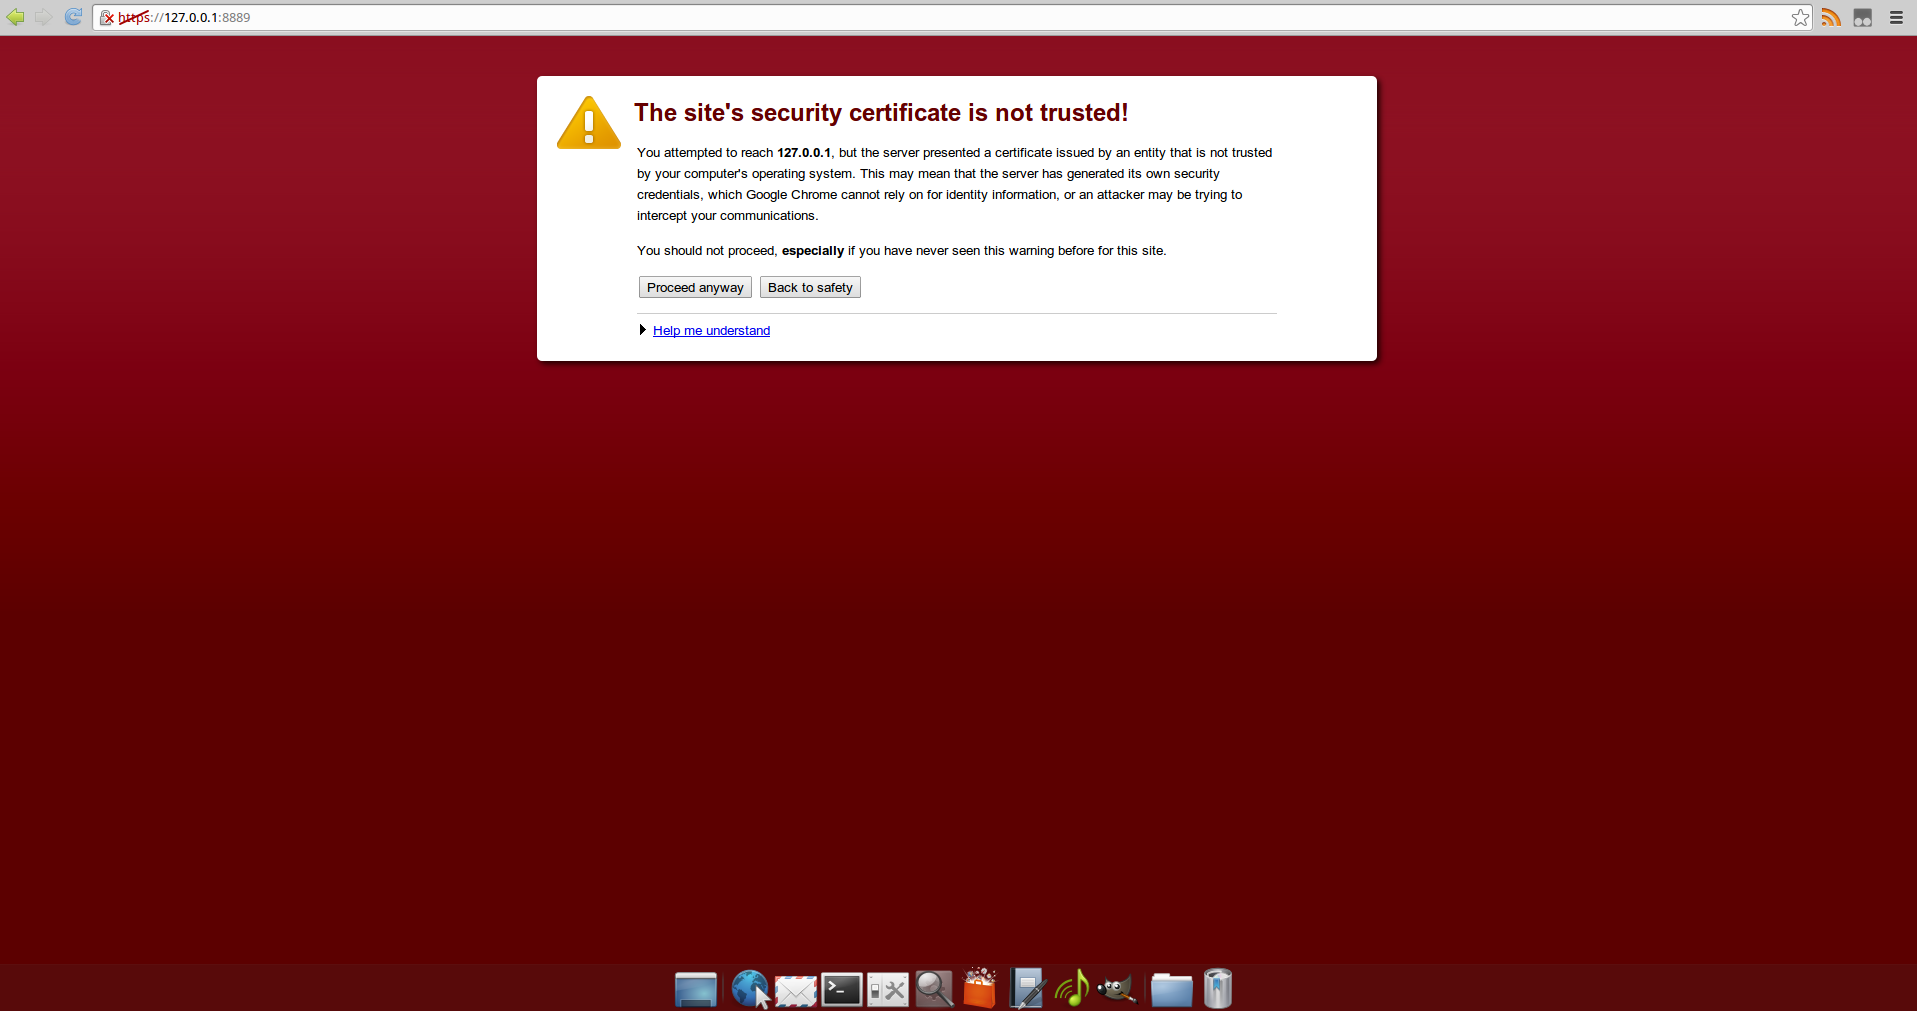 https://127.0.0.1:8889
The site's security certificate is not trusted!
You attempted to reach 127.0.0.1, but the server presented a certificate issued by an entity that is not trusted
by your computer's operating system. This may mean that the server has generated its own security
credentials, which Google Chrome cannot rely on for identity information, or an attacker may be trying to
intercept your communications.
You should not proceed, especially if you have never seen this warning before for this site.
Proceed anyway Back to safety
Help me understand